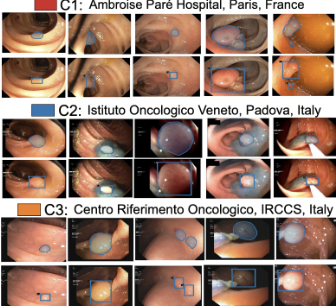 C1: Ambroise Paré Hospital, Paris, France
C2: Istituto Oncologico Veneto, Padova, Italy
C3: Centro Riferimento Oncologico, IRCCS, Italy